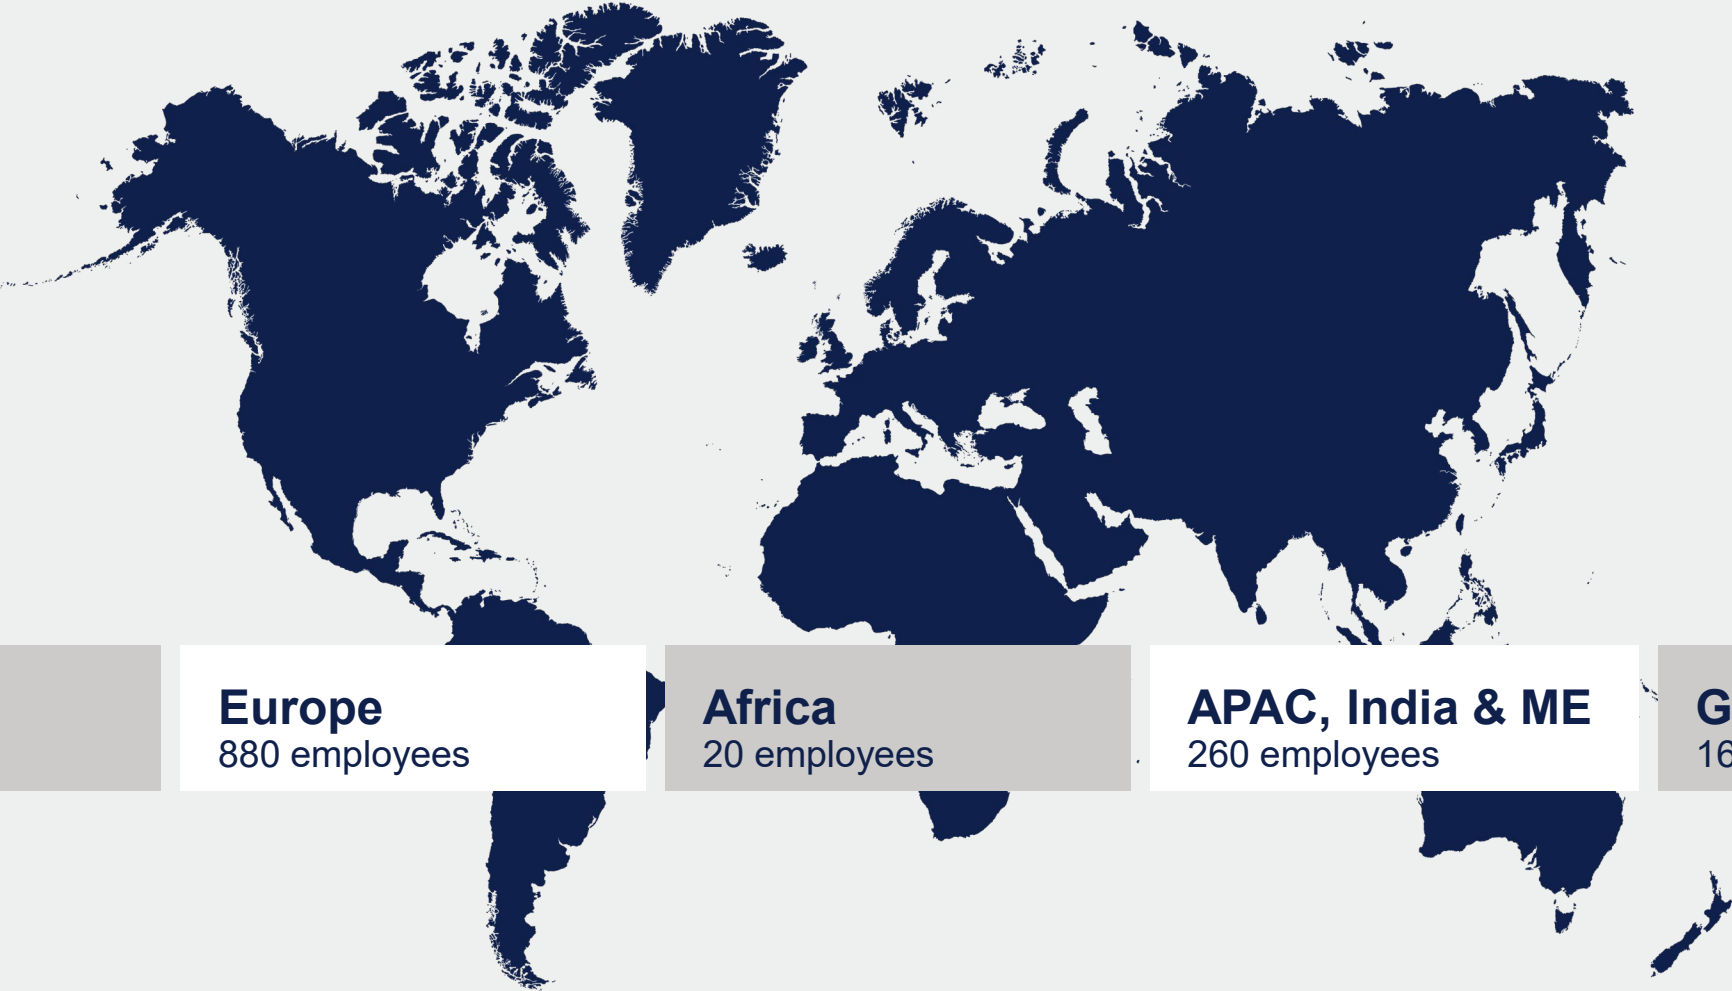 Europe
880 employees
Africa
20 employees
APAC, India & ME
260 employees